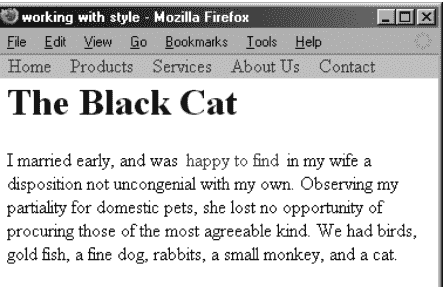 working with style - Mozilla Firefox
File Edit View Go Bookmarks Tools Help
Home Products Services About Us Contact
The Black Cat
I married early, and was happy to find in my wife a
disposition not uncongenial with my own. Observing my
partiality for domestic pets, she lost no opportunity of
procuring those of the most agreeable kind. We had birds,
gold fish, a fine dog, rabbits, a small monkey, and a cat.